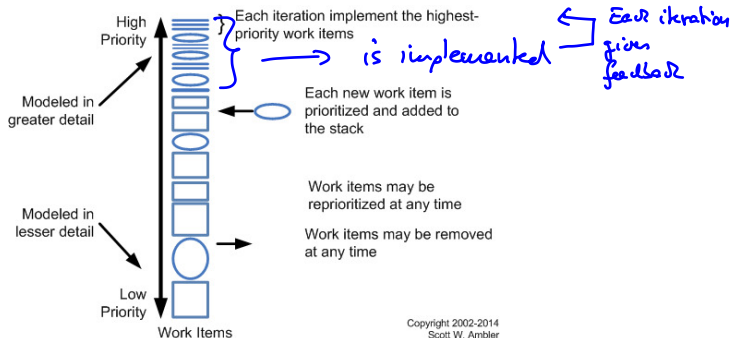 High
Priority
Each iteration implement the highest-
priority work items
is implemented
Each iteration
gives
feedback
Modeled in
greater detail
Each new work item is
prioritized and added to
the stack
Work items may be
reprioritized at any time
Modeled in
lesser detail
Work items may be removed
at any time
Low
Priority
Work Items
Copyright 2002-2014
Scott W. Ambler